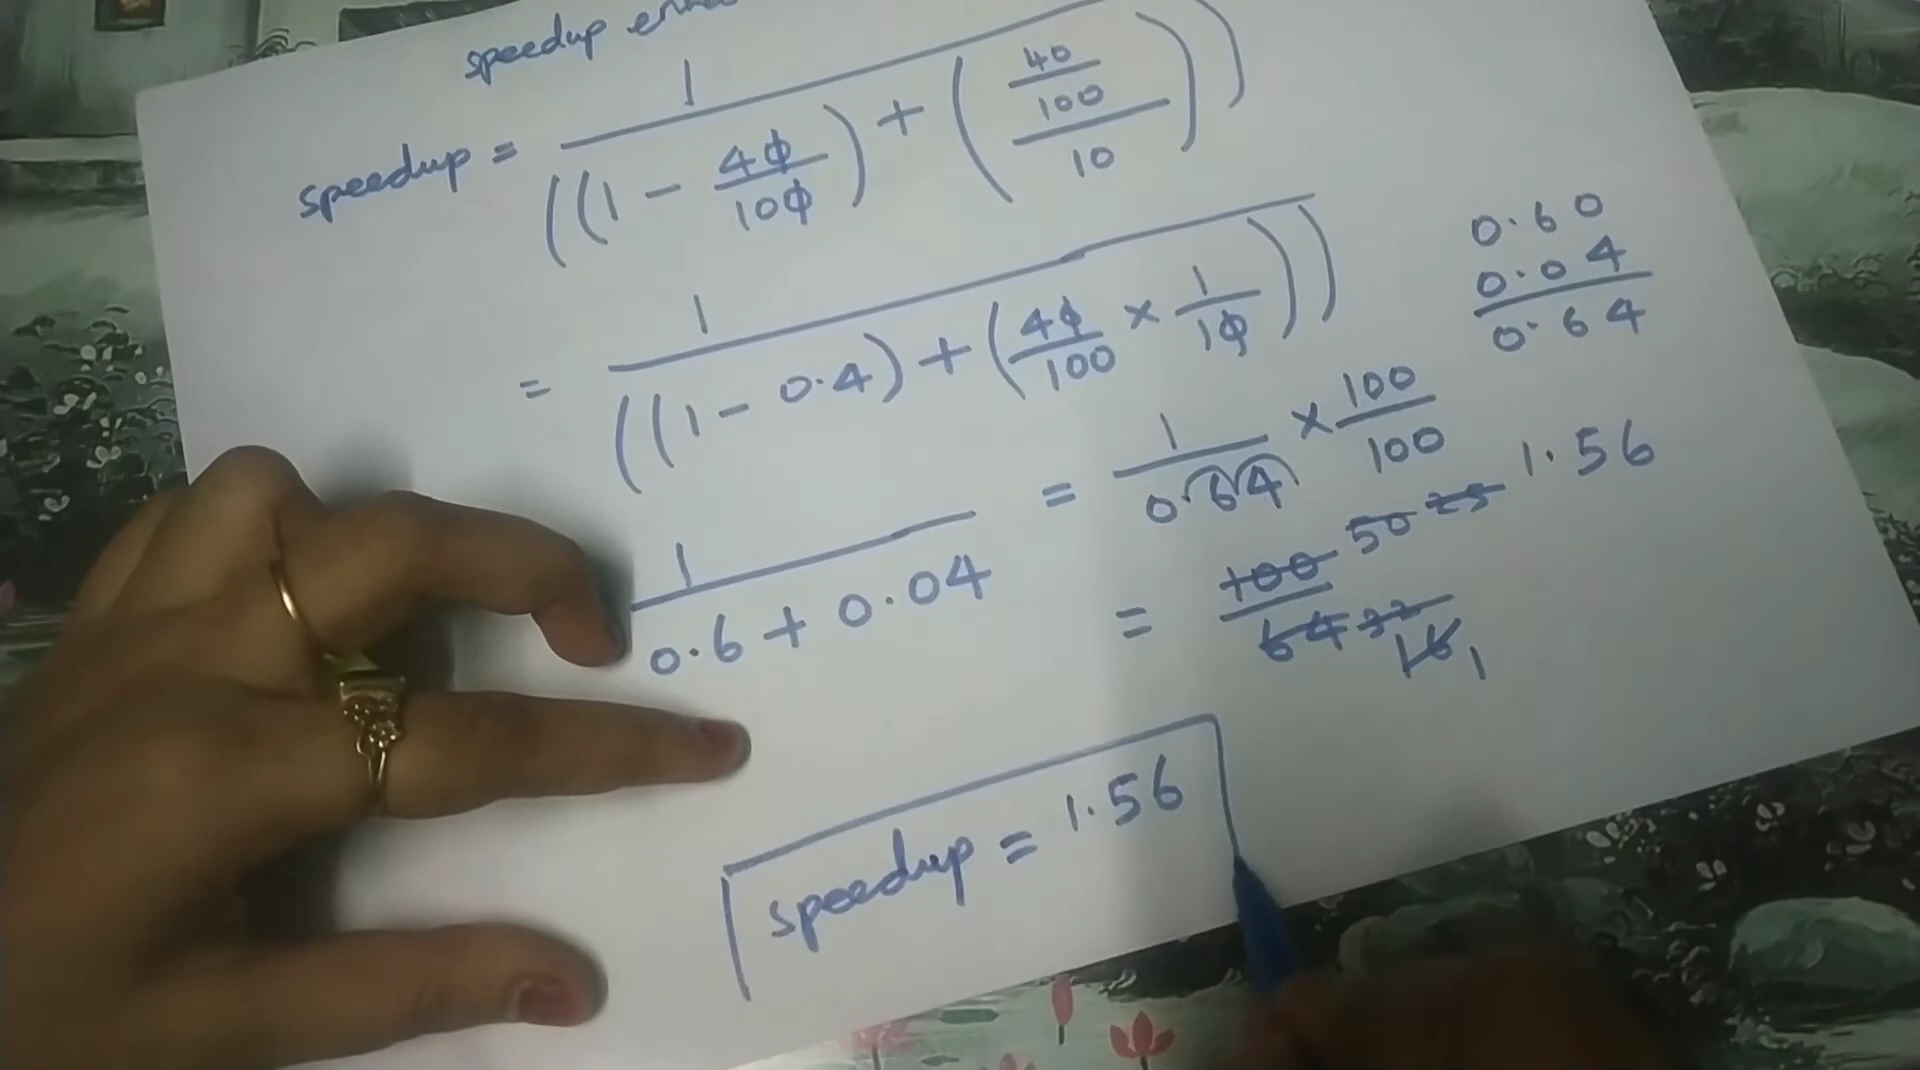 speedup
speedup = 1 / ((1 - 40/100) + (40/100 / 10))
= 1 / ((1 - 0.4) + (40/100 × 1/10))
0.60
0.04
0.64
1 / 0.6 + 0.04 = 1 / 0.64 × 100/100
= 100 50 25 / 64 32 16 1 1.56
speedup = 1.56